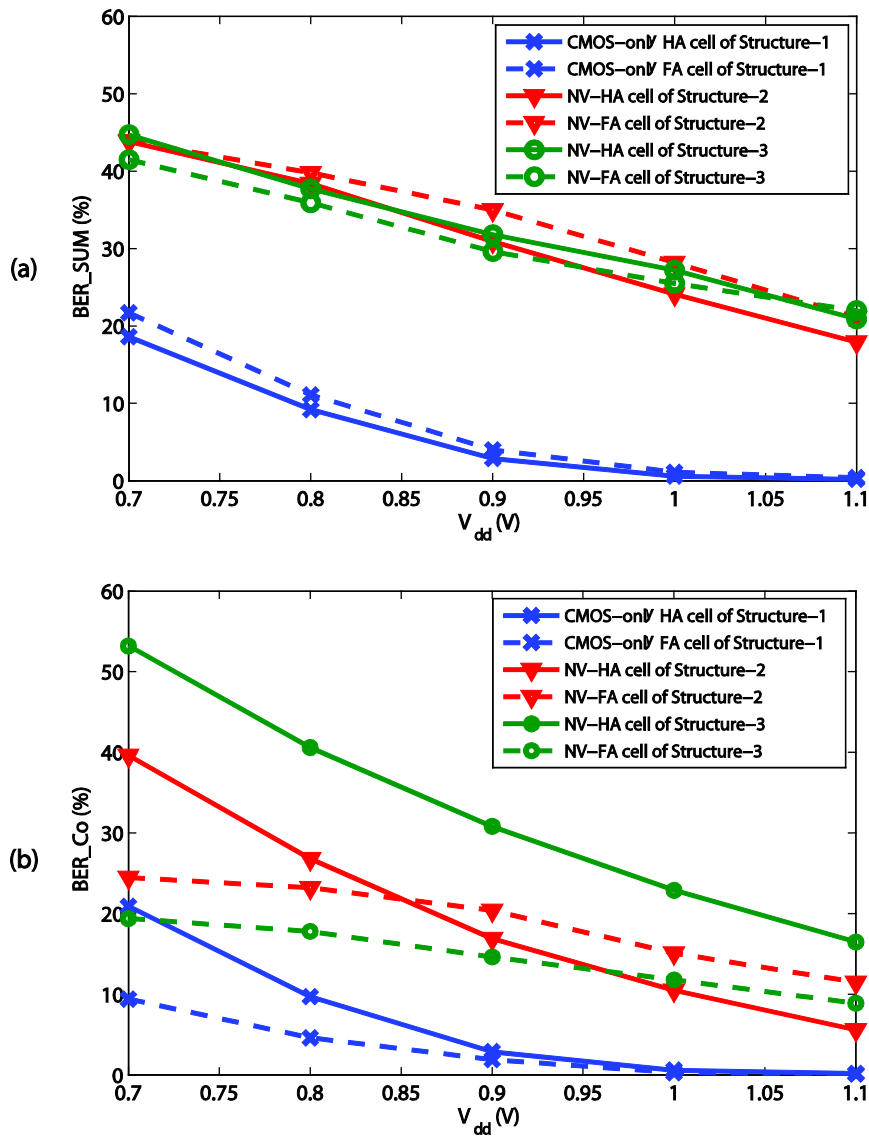 60
50
40
30
20
10
0
BER_SUM (%)
(a)
CMOS-only HA cell of Structure-1
CMOS-only FA cell of Structure-1
NV-HA cell of Structure-2
NV-FA cell of Structure-2
NV-HA cell of Structure-3
NV-FA cell of Structure-3
0.7 0.75 0.8 0.85 0.9 0.95 1 1.05 1.1
V dd (V)
60
50
40
30
20
10
0
BER_Co (%)
(b)
CMOS-only HA cell of Structure-1
CMOS-only FA cell of Structure-1
NV-HA cell of Structure-2
NV-FA cell of Structure-2
NV-HA cell of Structure-3
NV-FA cell of Structure-3
0.7 0.75 0.8 0.85 0.9 0.95 1 1.05 1.1
V dd (V)